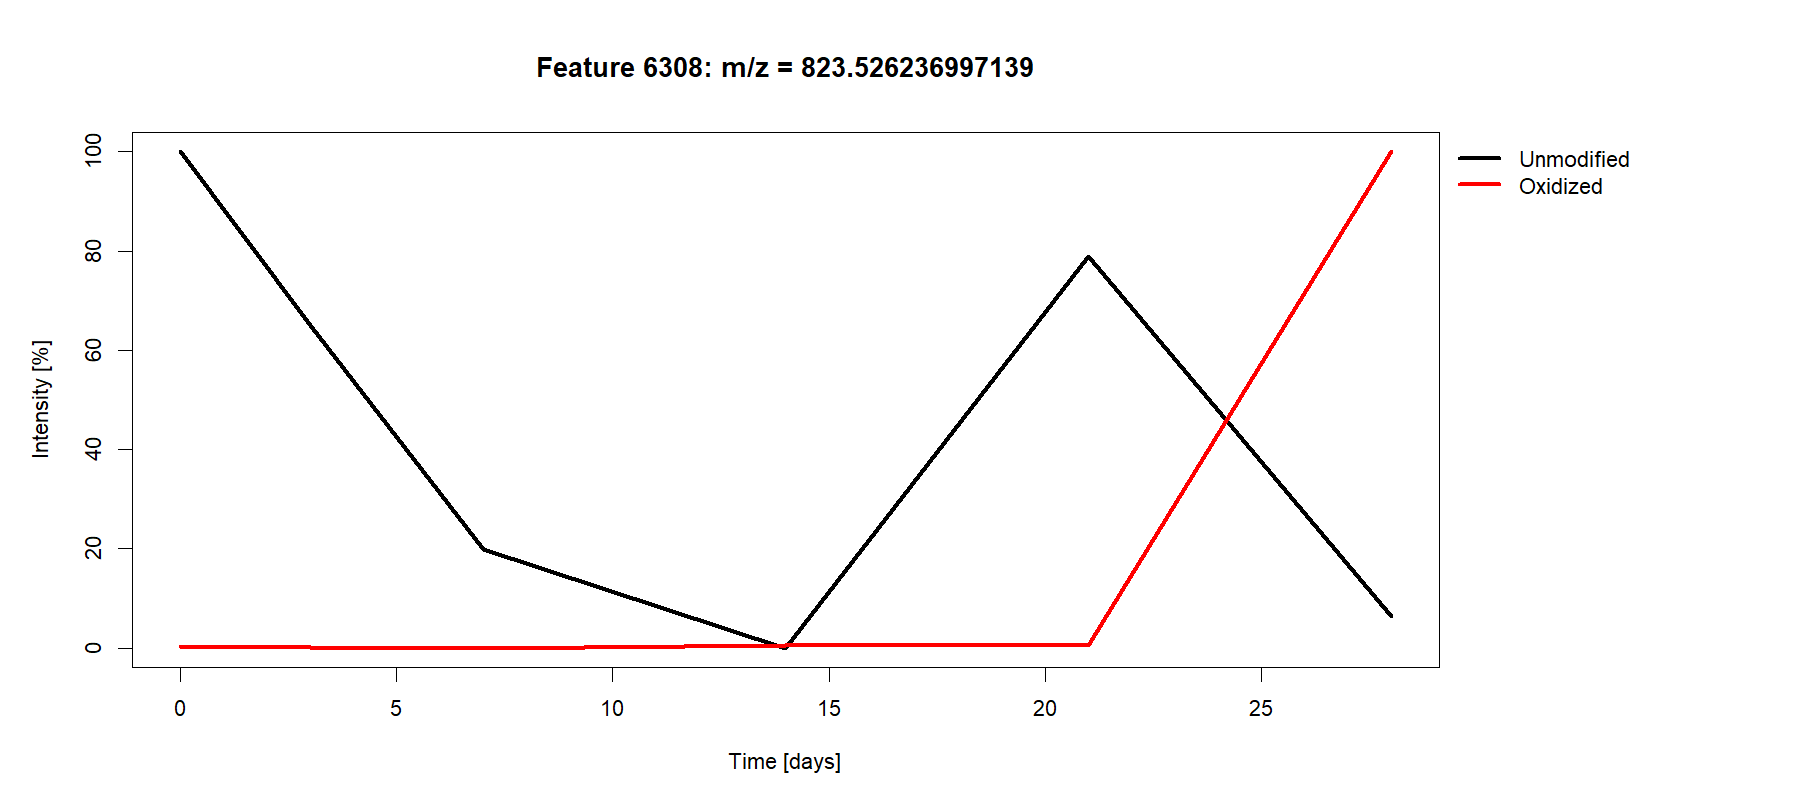 Feature 6308: m/z = 823.526236997139
Unmodified
Oxidized
Intensity [%]
100
80
60
40
20
0
0 5 10 15 20 25
Time [days]